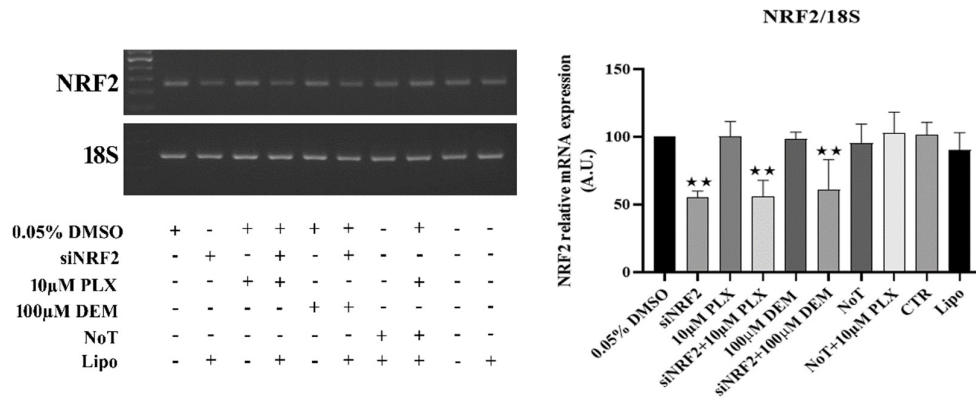 NRF2
18S
0.05% DMSO + - + + + + - + - -
siNRF2 - + - + - + - - - -
10µM PLX - - + + - - - + - -
100µM DEM - - - - + + - - - -
NoT - - - - - - + + - -
Lipo - + - + - + + + - +
NRF2/18S
NRF2 relative mRNA expression
(A.U.)
150
100
50
0
★★
★★
★★
0.05% DMSO
siNRF2
10µM PLX
siNRF2+10µM PLX
100µM DEM
siNRF2+100µM DEM
NoT
NoT+10µM PLX
CTR
Lipo